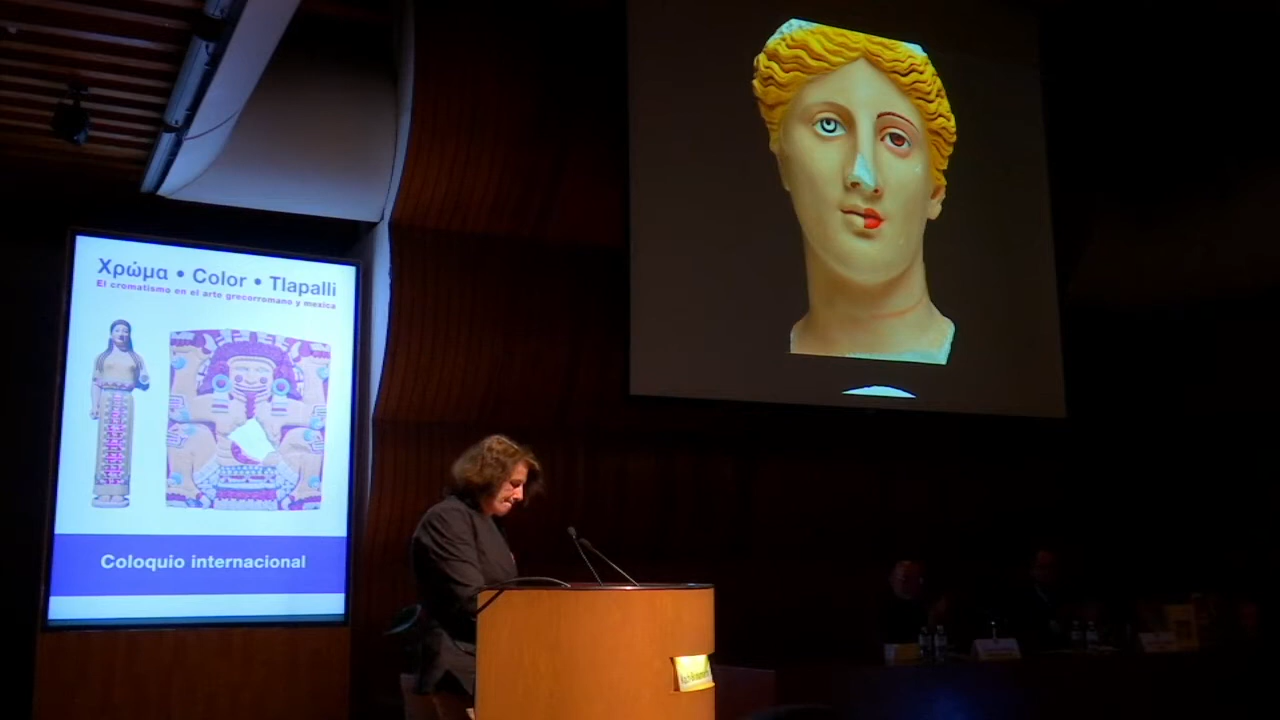 Χρώμα • Color • Tlapalli
El cromatismo en el arte grecorromano y mexica
Coloquio internacional